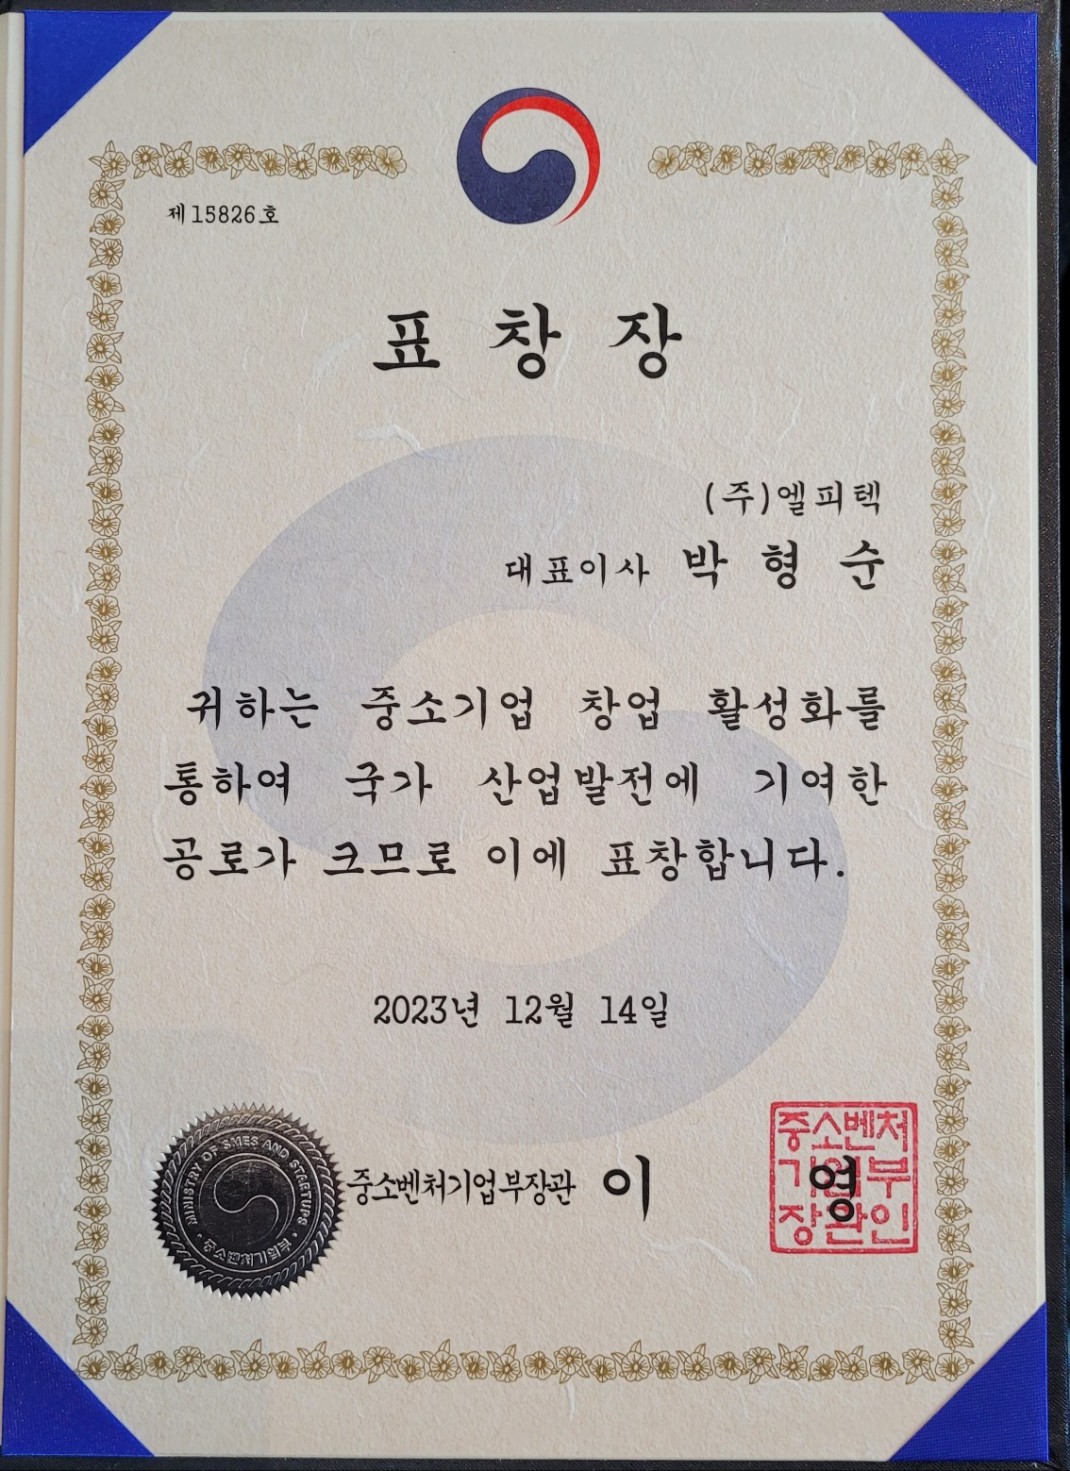 제15826호
표창장
(주)엘피텍
대표이사 박형순
귀하는 중소기업 창업 활성화를
통하여 국가 산업발전에 기여한
공로가 크므로 이에 표창합니다.
2023년 12월 14일
중소벤처기업부장관 이영
중소벤처
기업부
장관인
MINISTRY OF SMES AND STARTUPS
중소벤처기업부